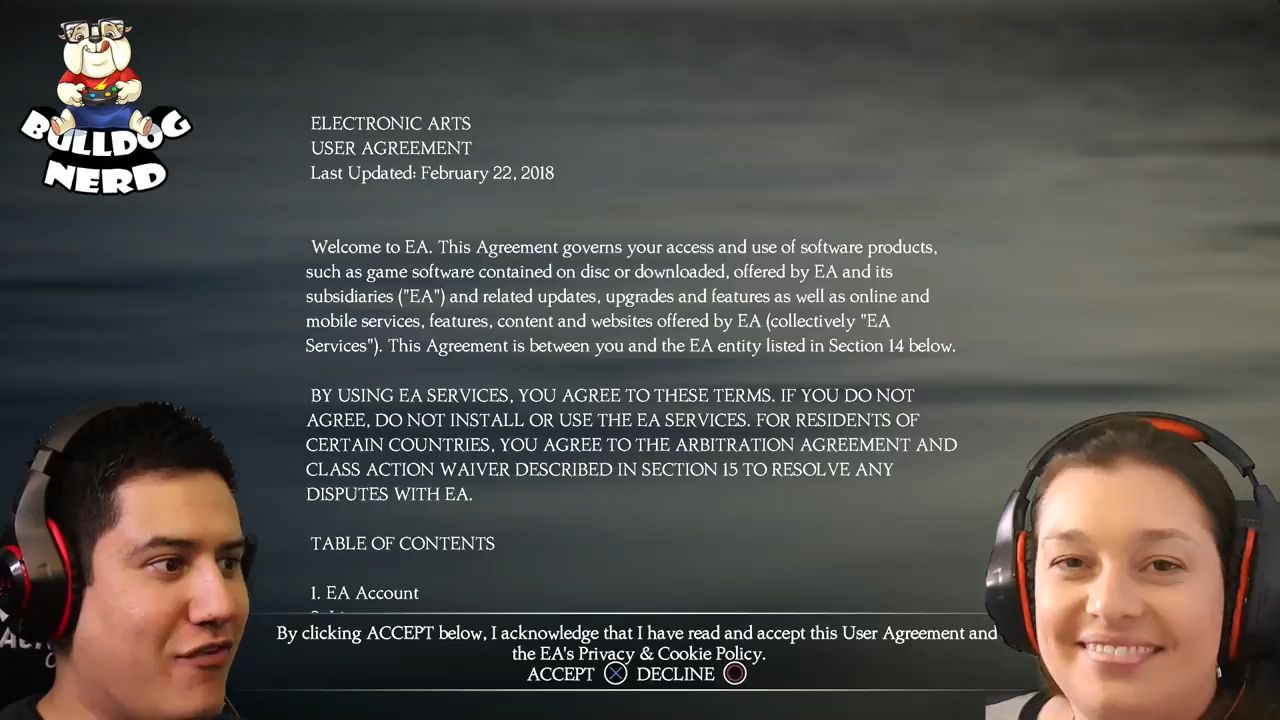 BULLDOG
NERD
ELECTRONIC ARTS
USER AGREEMENT
Last Updated: February 22, 2018
Welcome to EA. This Agreement governs your access and use of software products,
such as game software contained on disc or downloaded, offered by EA and its
subsidiaries ("EA") and related updates, upgrades and features as well as online and
mobile services, features, content and websites offered by EA (collectively "EA
Services"). This Agreement is between you and the EA entity listed in Section 14 below.
BY USING EA SERVICES, YOU AGREE TO THESE TERMS. IF YOU DO NOT
AGREE, DO NOT INSTALL OR USE THE EA SERVICES. FOR RESIDENTS OF
CERTAIN COUNTRIES, YOU AGREE TO THE ARBITRATION AGREEMENT AND
CLASS ACTION WAIVER DESCRIBED IN SECTION 15 TO RESOLVE ANY
DISPUTES WITH EA.
TABLE OF CONTENTS
1. EA Account
By clicking ACCEPT below, I acknowledge that I have read and accept this User Agreement and
the EA's Privacy & Cookie Policy.
ACCEPT DECLINE